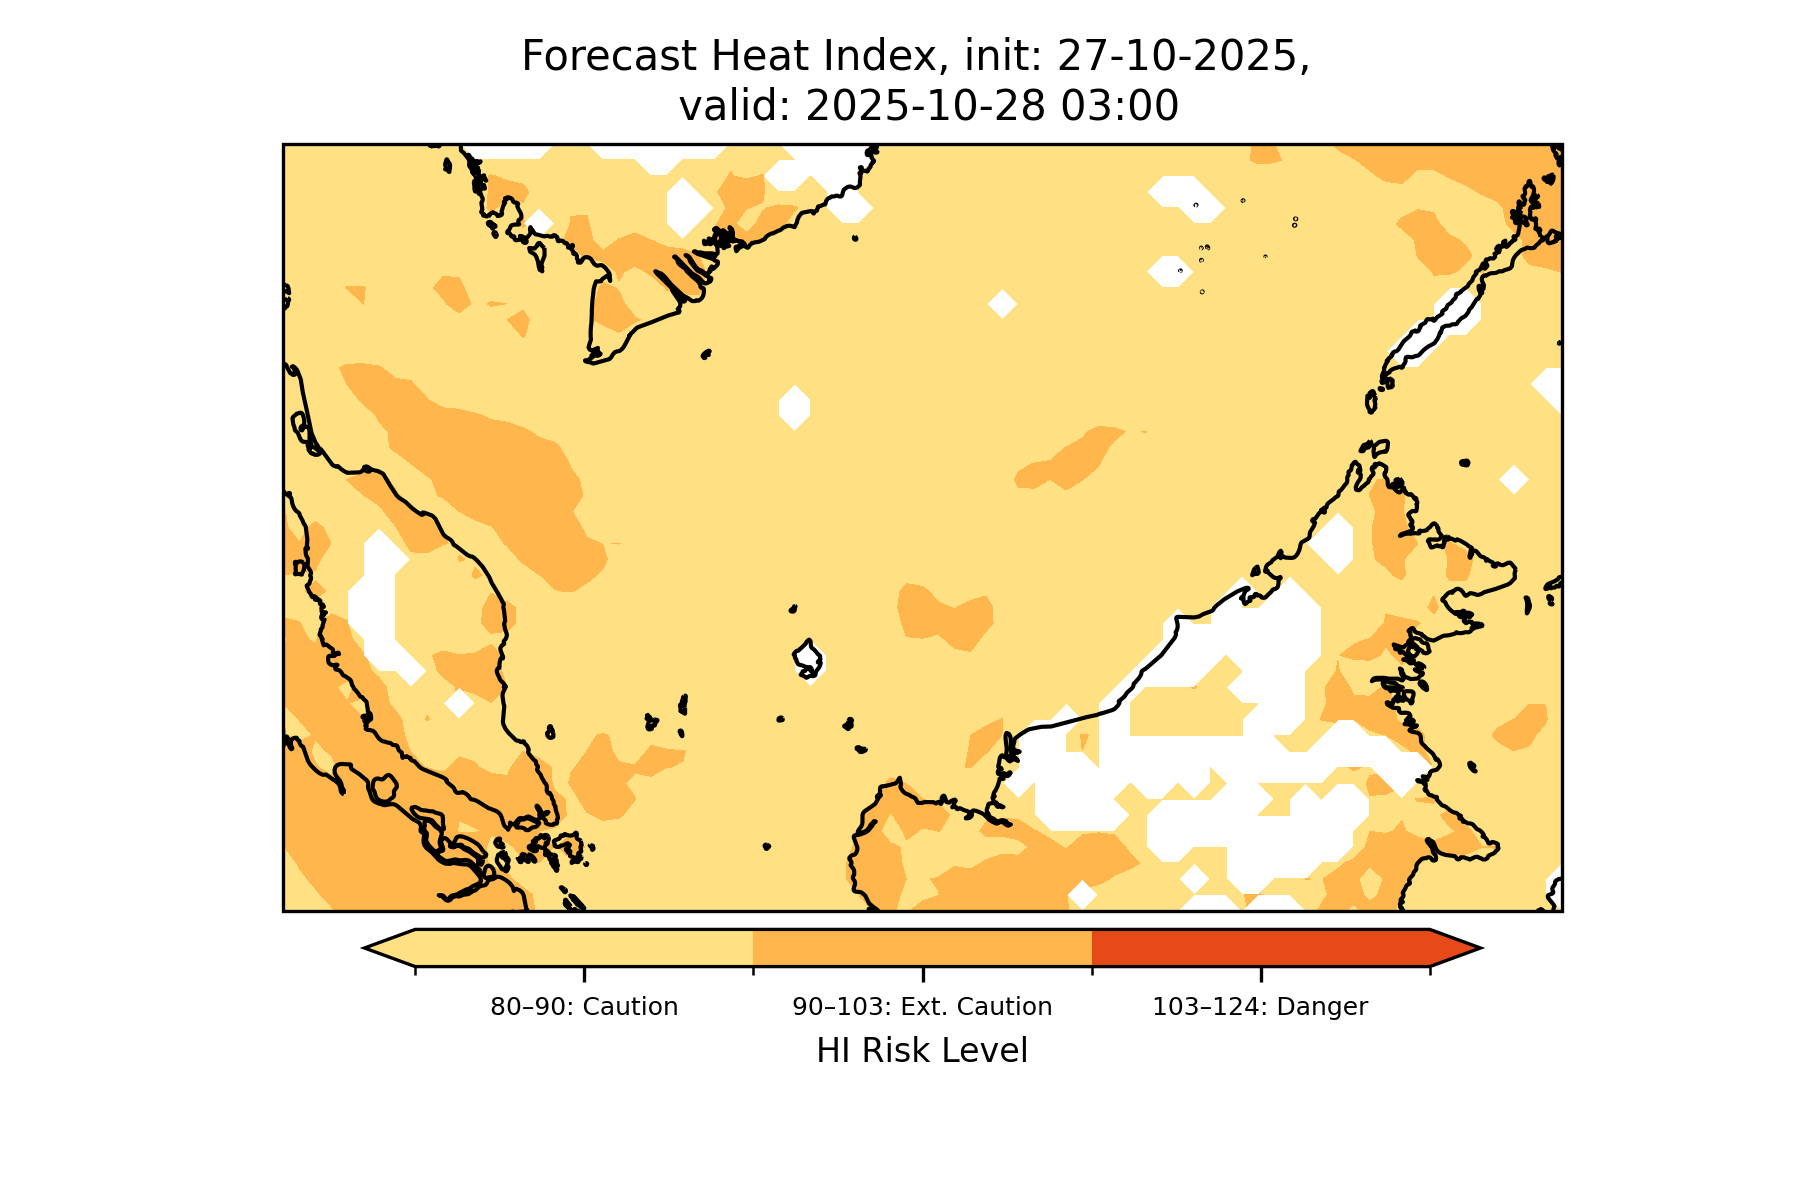 Forecast Heat Index, init: 27-10-2025,
valid: 2025-10-28 03:00
80–90: Caution
90–103: Ext. Caution
103–124: Danger
HI Risk Level